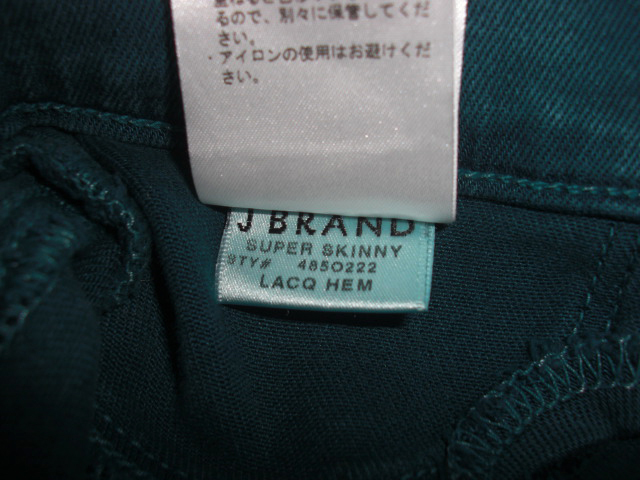 るので、別々に保管してくだ
さい。
・アイロンの使用はお避けくだ
さい。
J BRAND
SUPER SKINNY
STY# 485O222
LACQ HEM